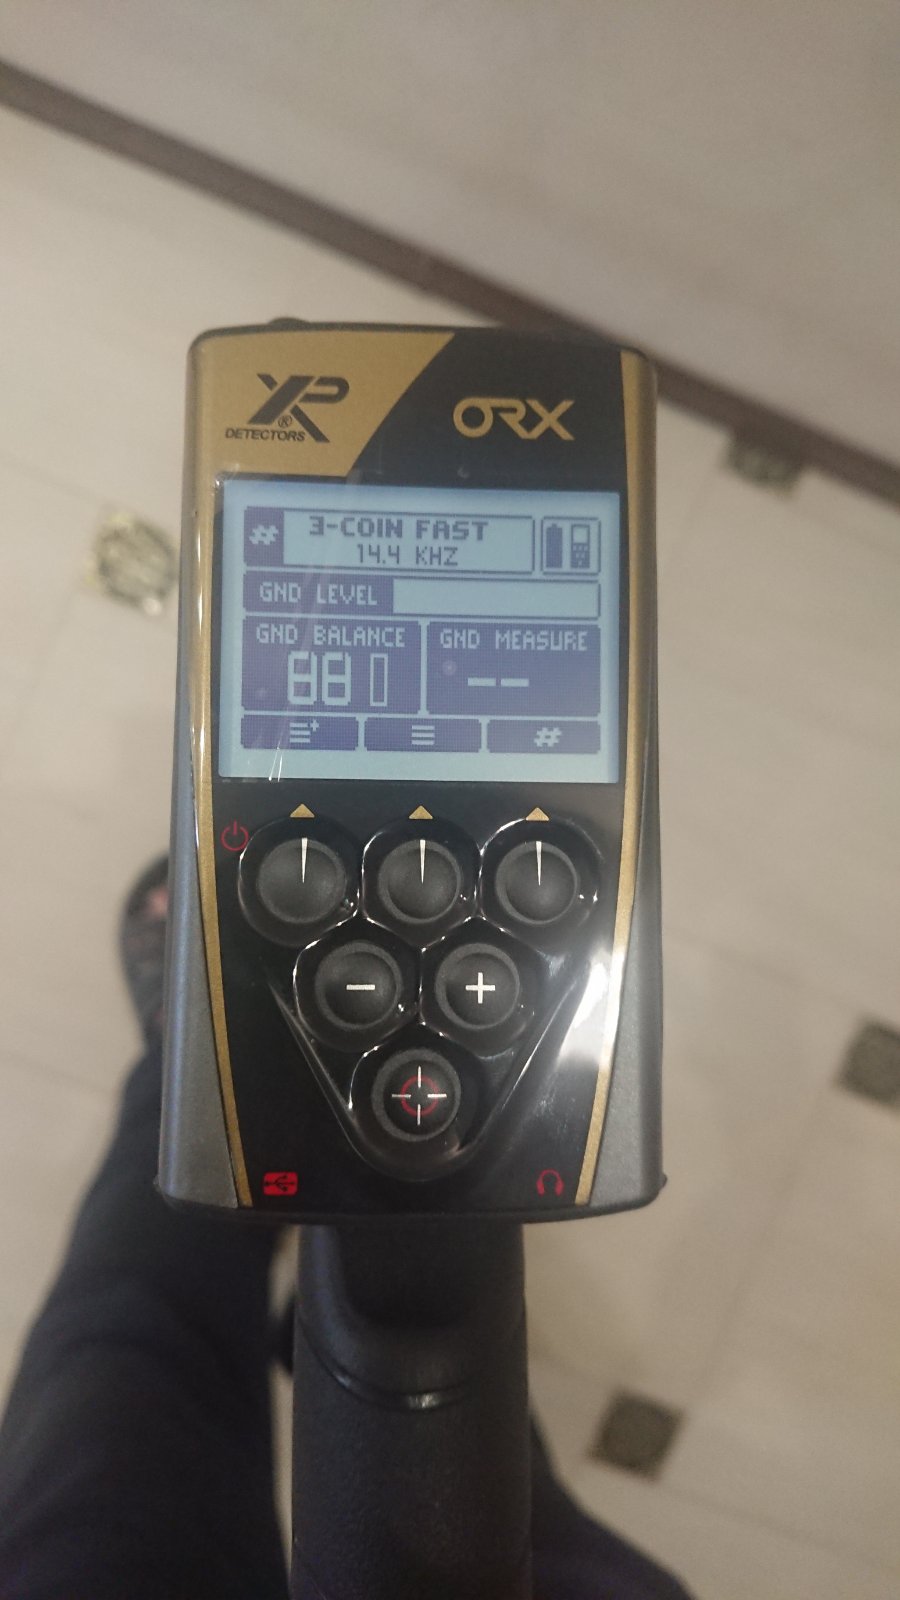 XP
®
DETECTORS
ORX
#
3-COIN FAST
14.4 KHZ
GND LEVEL
GND BALANCE
GND MEASURE
88
--
#
- +